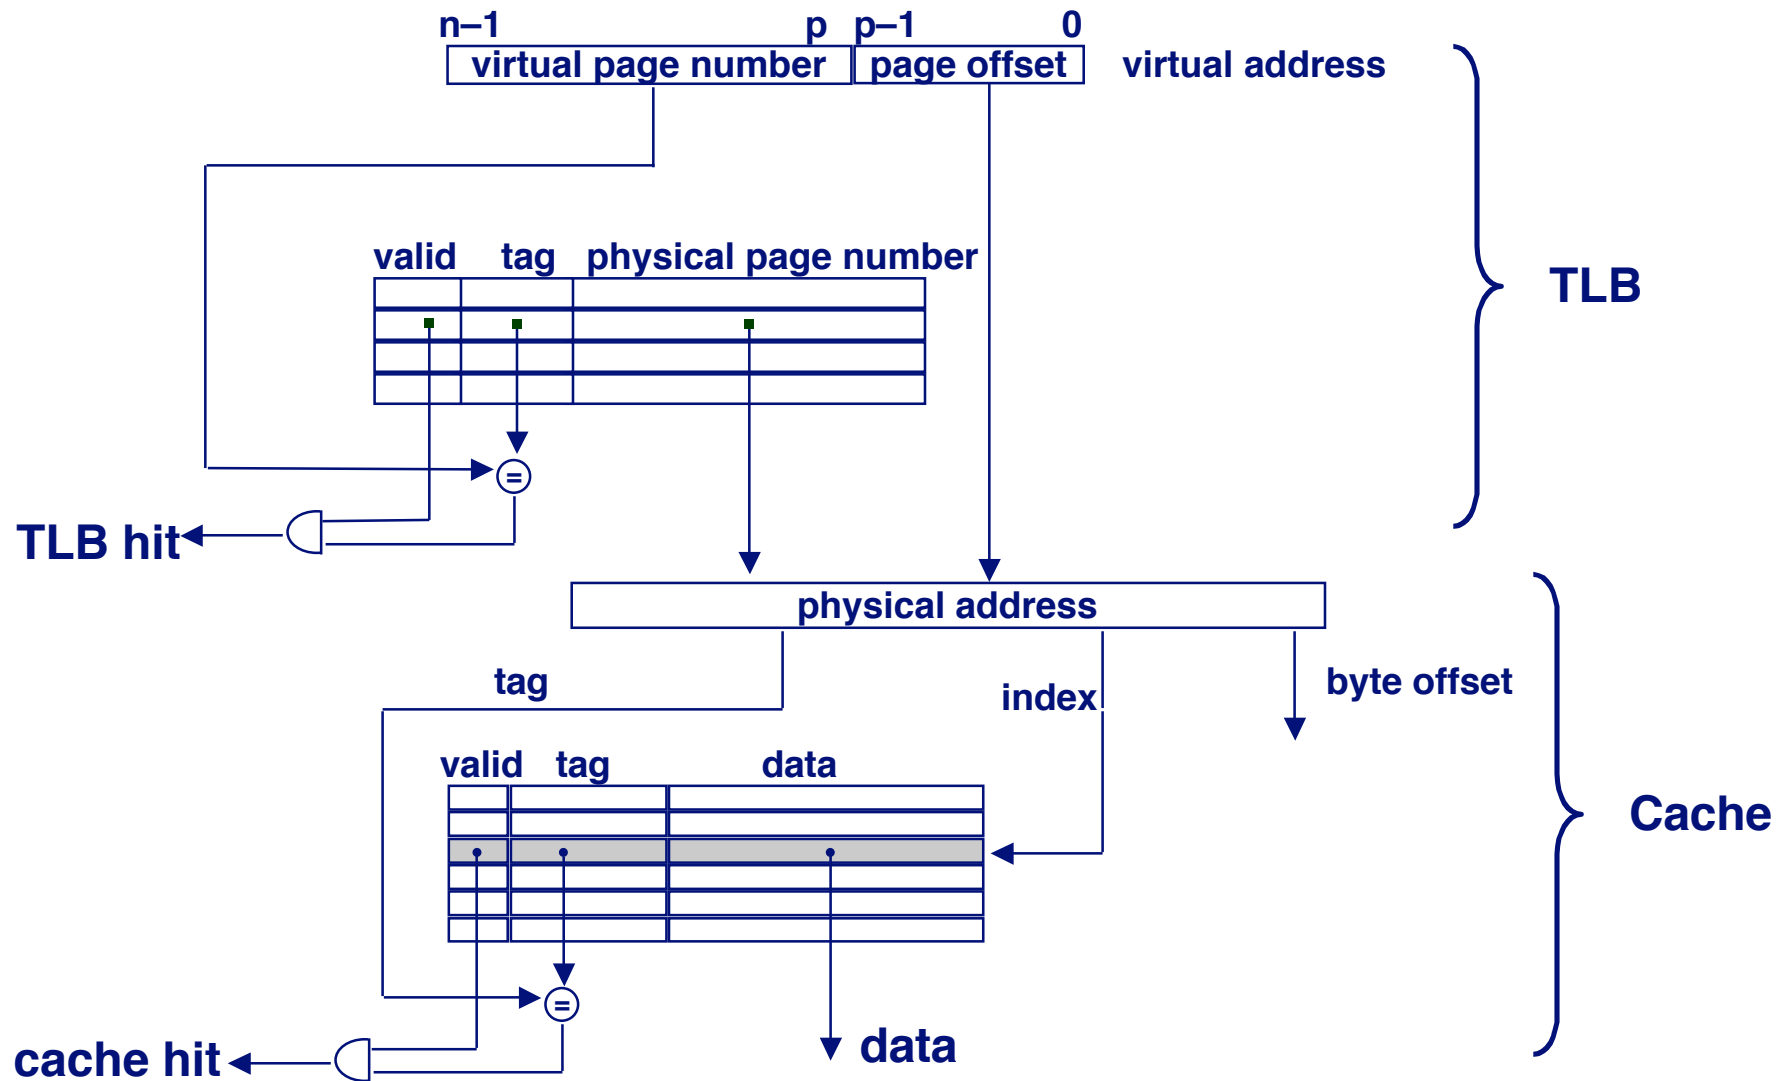 n–1 p p–1 0
virtual page number page offset virtual address
valid tag physical page number
TLB
=
TLB hit
physical address
tag index byte offset
valid tag data
Cache
=
cache hit data